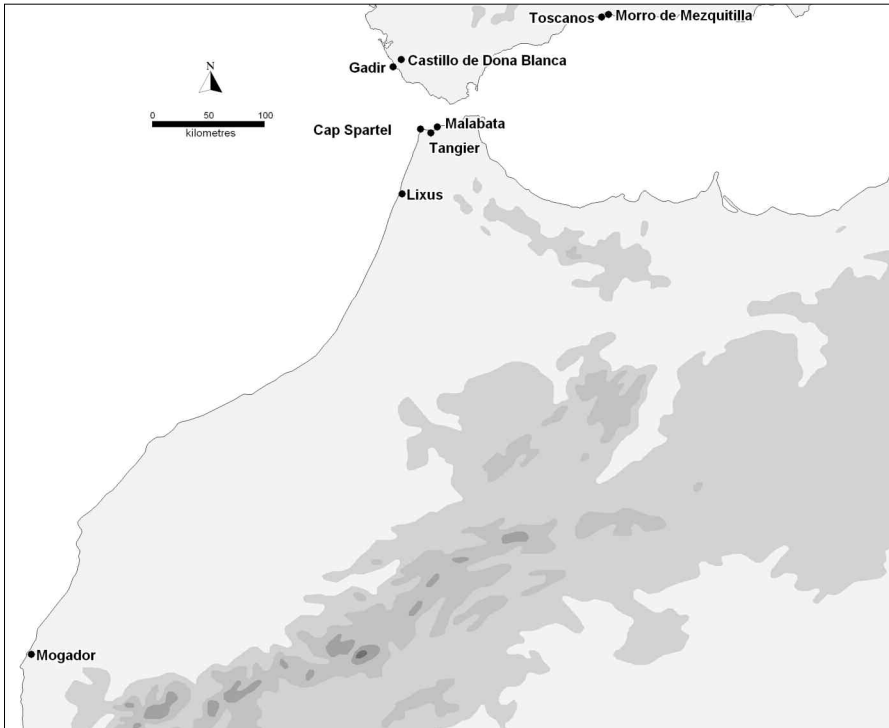 Toscanos
Morro de Mezquitilla
Castillo de Dona Blanca
Gadir
N
0 50 100
kilometres
Cap Spartel
Malabata
Tangier
Lixus
Mogador